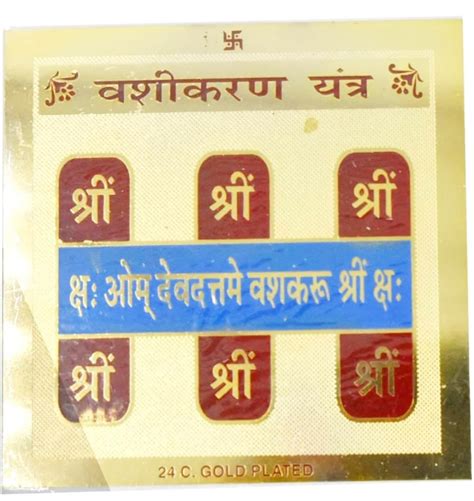 वशीकरण यंत्र
श्रीं श्रीं श्रीं
क्षः ओम् देवदत्तमे वशकरू श्रीं क्षः
श्रीं श्रीं श्रीं
24 C. GOLD PLATED